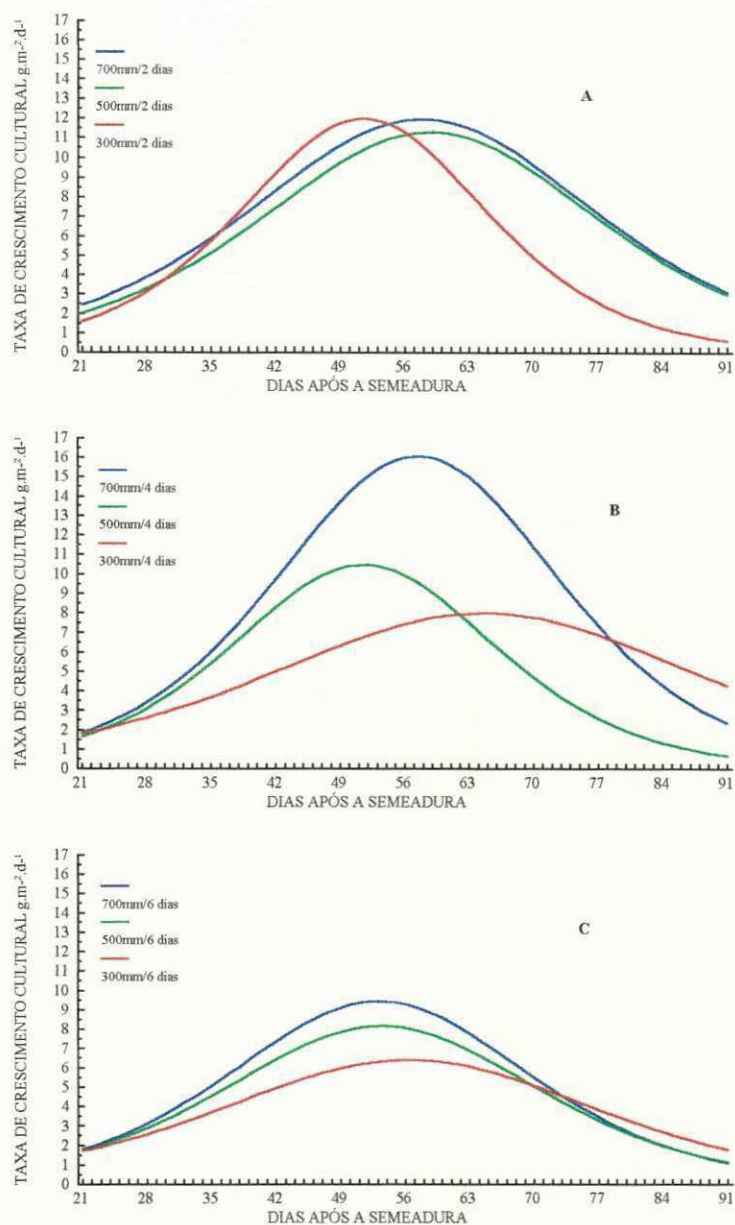 TAXA DE CRESCIMENTO CULTURAL g.m-².d-¹
17
16
15
14
13
12
11
10
9
8
7
6
5
4
3
2
1
0
700mm/2 dias
500mm/2 dias
300mm/2 dias
A
21 28 35 42 49 56 63 70 77 84 91
DIAS APÓS A SEMEADURA
TAXA DE CRESCIMENTO CULTURAL g.m-².d-¹
17
16
15
14
13
12
11
10
9
8
7
6
5
4
3
2
1
0
700mm/4 dias
500mm/4 dias
300mm/4 dias
B
21 28 35 42 49 56 63 70 77 84 91
DIAS APÓS A SEMEADURA
TAXA DE CRESCIMENTO CULTURAL g.m-².d-¹
17
16
15
14
13
12
11
10
9
8
7
6
5
4
3
2
1
0
700mm/6 dias
500mm/6 dias
300mm/6 dias
C
21 28 35 42 49 56 63 70 77 84 91
DIAS APÓS A SEMEADURA